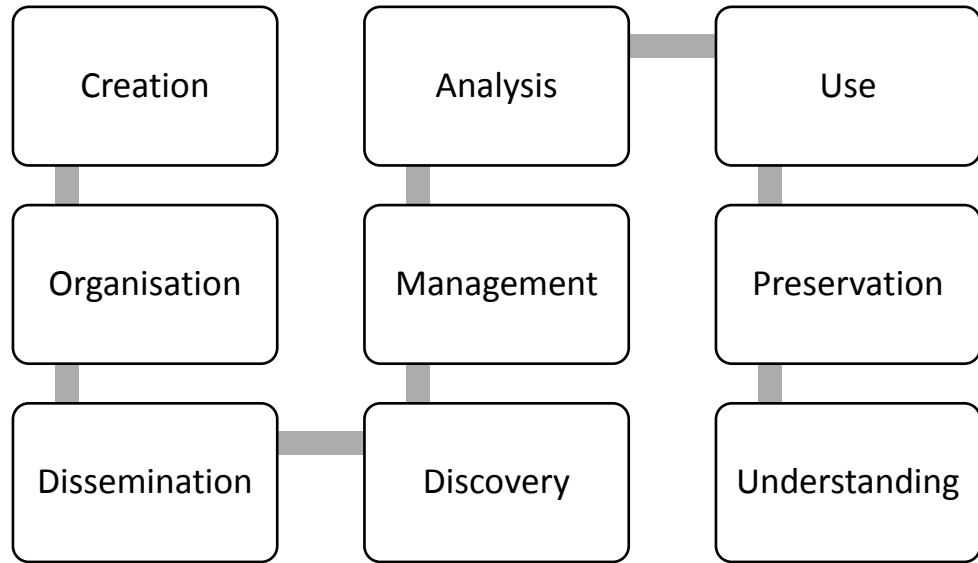 Creation
Organisation
Dissemination
Discovery
Management
Analysis
Use
Preservation
Understanding